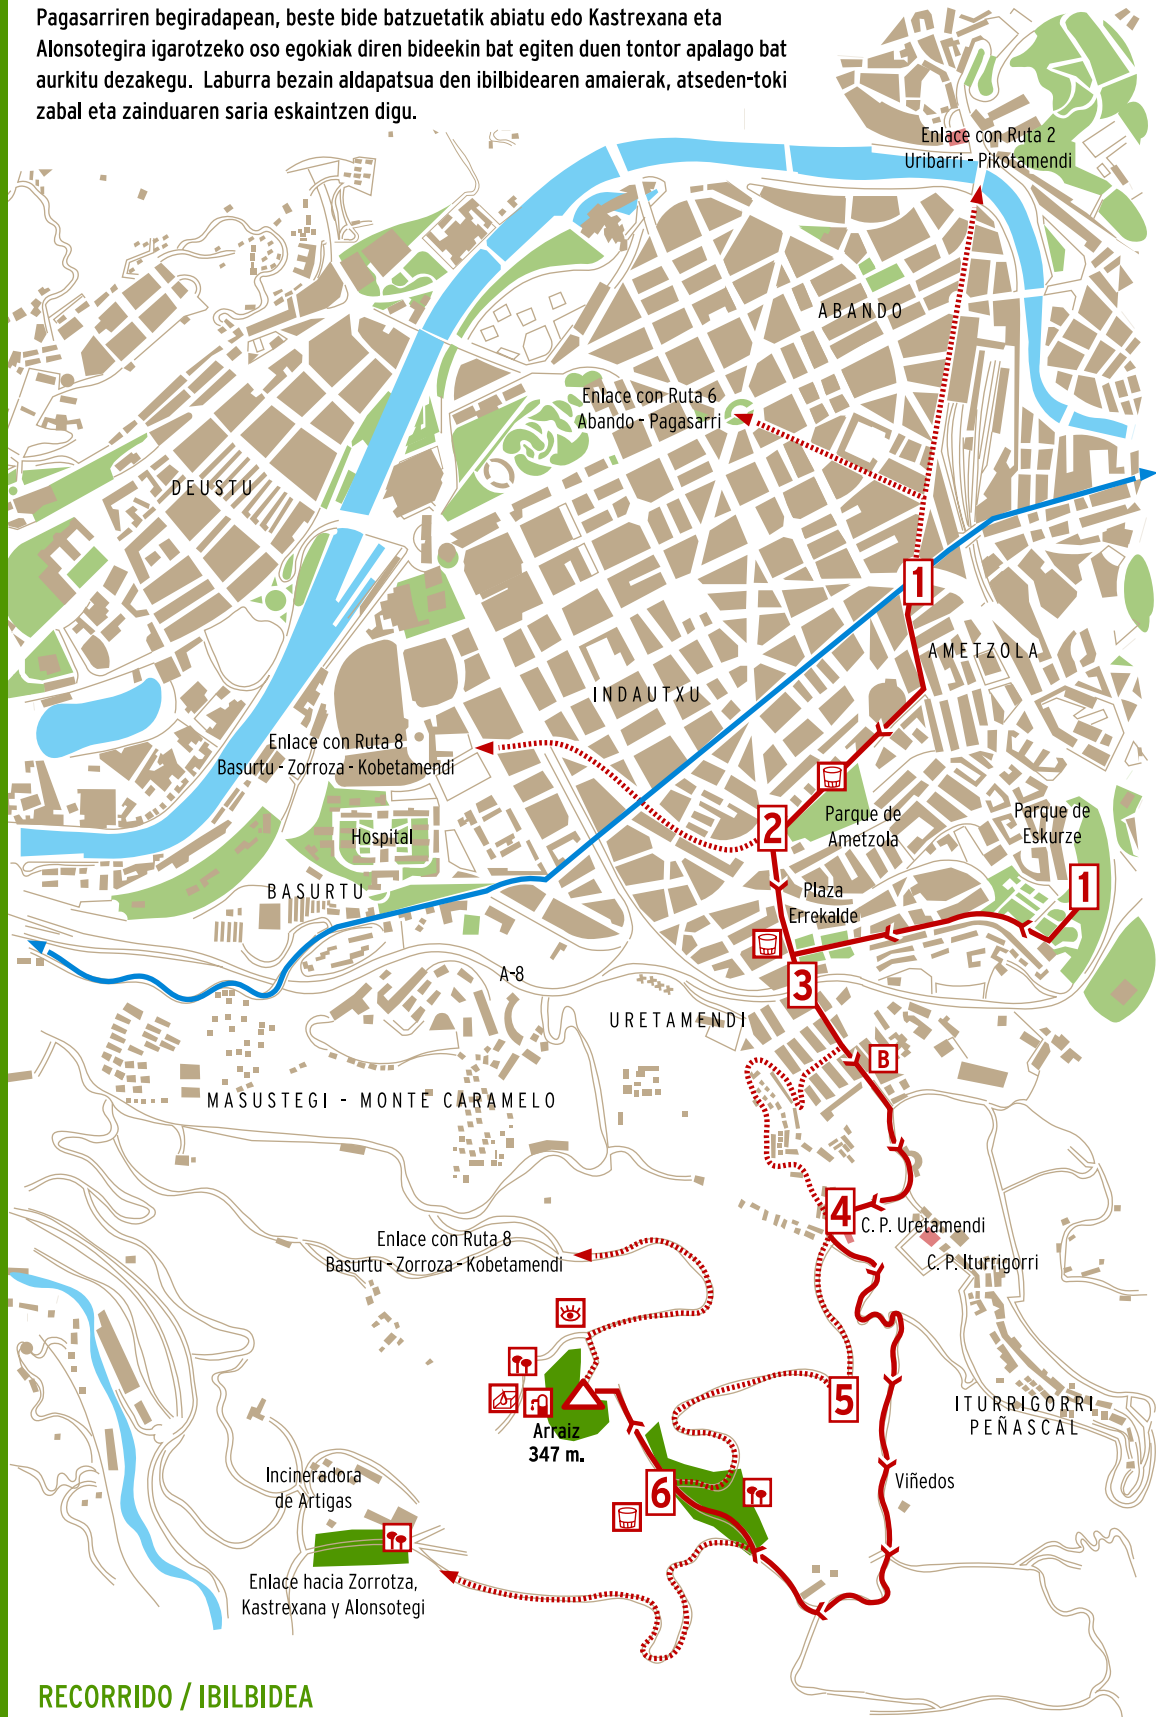 Pagasarriren begiradapean, beste bide batzuetatik abiatu edo Kastrexana eta
Alonsotegira igarotzeko oso egokiak diren bideekin bat egiten duen tontor apalago bat
aurkitu dezakegu. Laburra bezain aldapatsua den ibilbidearen amaierak, atseden-toki
zabal eta zainduaren saria eskaintzen digu.
Enlace con Ruta 2
Uribarri - Pikotamendi
ABANDO
Enlace con Ruta 6
Abando - Pagasarri
DEUSTU
1
AMETZOLA
INDAUTXU
Enlace con Ruta 8
Basurtu - Zorroza - Kobetamendi
Parque de
Ametzola
Parque de
Eskurze
2
Hospital
1
BASURTU
Plaza
Errekalde
A-8
3
URETAMENDI
B
MASUSTEGI - MONTE CARAMELO
4
C. P. Uretamendi
Enlace con Ruta 8
Basurtu - Zorroza - Kobetamendi
C. P. Iturrigorri
5
ITURRIGORRI
PEÑASCAL
Arraiz
347 m.
Incineradora
de Artigas
6
Viñedos
Enlace hacia Zorrotza,
Kastrexana y Alonsotegi
RECORRIDO / IBILBIDEA